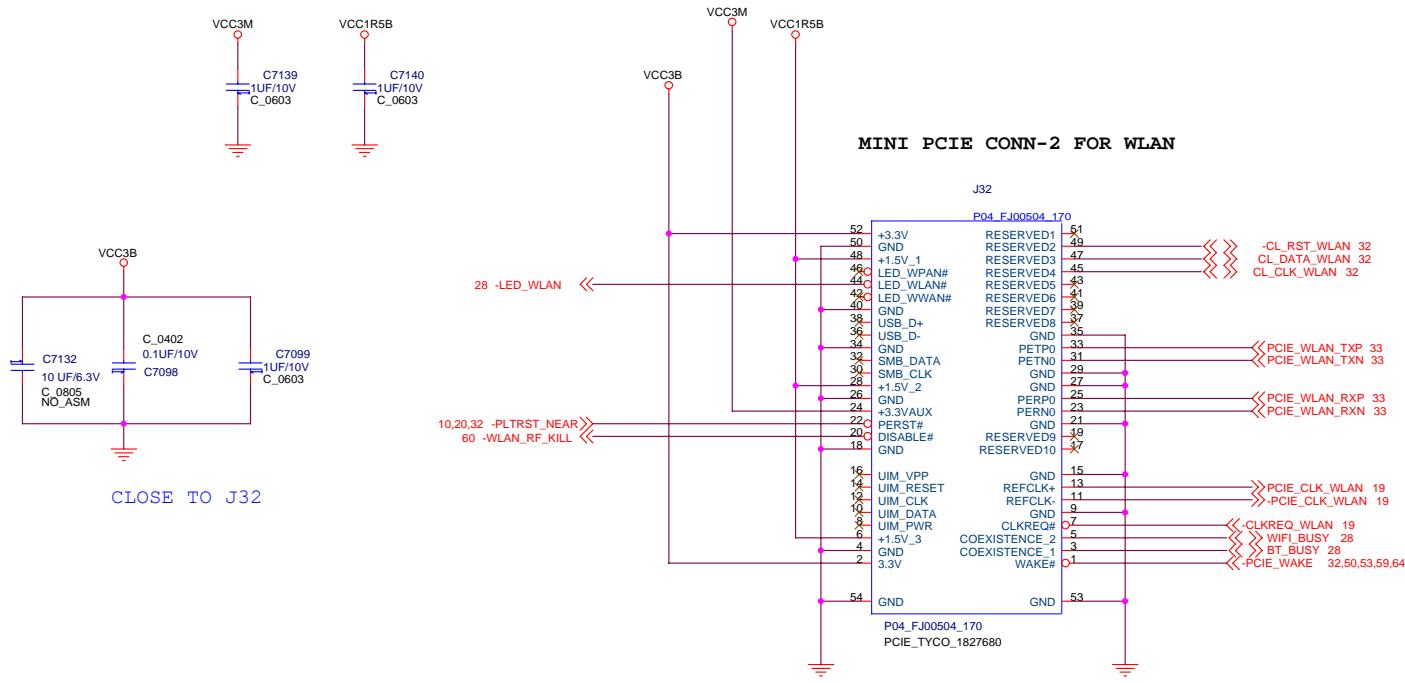 VCC3M
VCC1R5B
C7139
1UF/10V
C_0603
C7140
1UF/10V
C_0603
VCC3M
VCC1R5B
VCC3B
MINI PCIE CONN-2 FOR WLAN
J32
P04_FJ00504_170
VCC3B
C7132
10 UF/6.3V
C_0805
NO_ASM
C_0402
0.1UF/10V
C7098
C7099
1UF/10V
C_0603
CLOSE TO J32
28 -LED_WLAN
10,20,32 -PLTRST_NEAR
60 -WLAN_RF_KILL
52 +3.3V
50 GND
48 +1.5V_1
46 LED_WPAN#
44 LED_WLAN#
42 LED_WWAN#
40 GND
38 USB_D+
36 USB_D-
34 GND
32 SMB_DATA
30 SMB_CLK
28 +1.5V_2
26 GND
24 +3.3VAUX
22 PERST#
20 DISABLE#
18 GND
16 UIM_VPP
14 UIM_RESET
12 UIM_CLK
10 UIM_DATA
8 UIM_PWR
6 +1.5V_3
4 GND
2 3.3V
54 GND
RESERVED1 51
RESERVED2 49 -CL_RST_WLAN 32
RESERVED3 47 CL_DATA_WLAN 32
RESERVED4 45 CL_CLK_WLAN 32
RESERVED5 43
RESERVED6 41
RESERVED7 39
RESERVED8 37
GND 35
PETP0 33 PCIE_WLAN_TXP 33
PETN0 31 PCIE_WLAN_TXN 33
GND 29
GND 27
PERP0 25 PCIE_WLAN_RXP 33
PERN0 23 PCIE_WLAN_RXN 33
GND 21
RESERVED9 19
RESERVED10 17
GND 15
REFCLK+ 13 PCIE_CLK_WLAN 19
REFCLK- 11 -PCIE_CLK_WLAN 19
GND 9
CLKREQ# 7 -CLKREQ_WLAN 19
COEXISTENCE_2 5 WIFI_BUSY 28
COEXISTENCE_1 3 BT_BUSY 28
WAKE# 1 -PCIE_WAKE 32,50,53,59,64
GND 53
P04_FJ00504_170
PCIE_TYCO_1827680